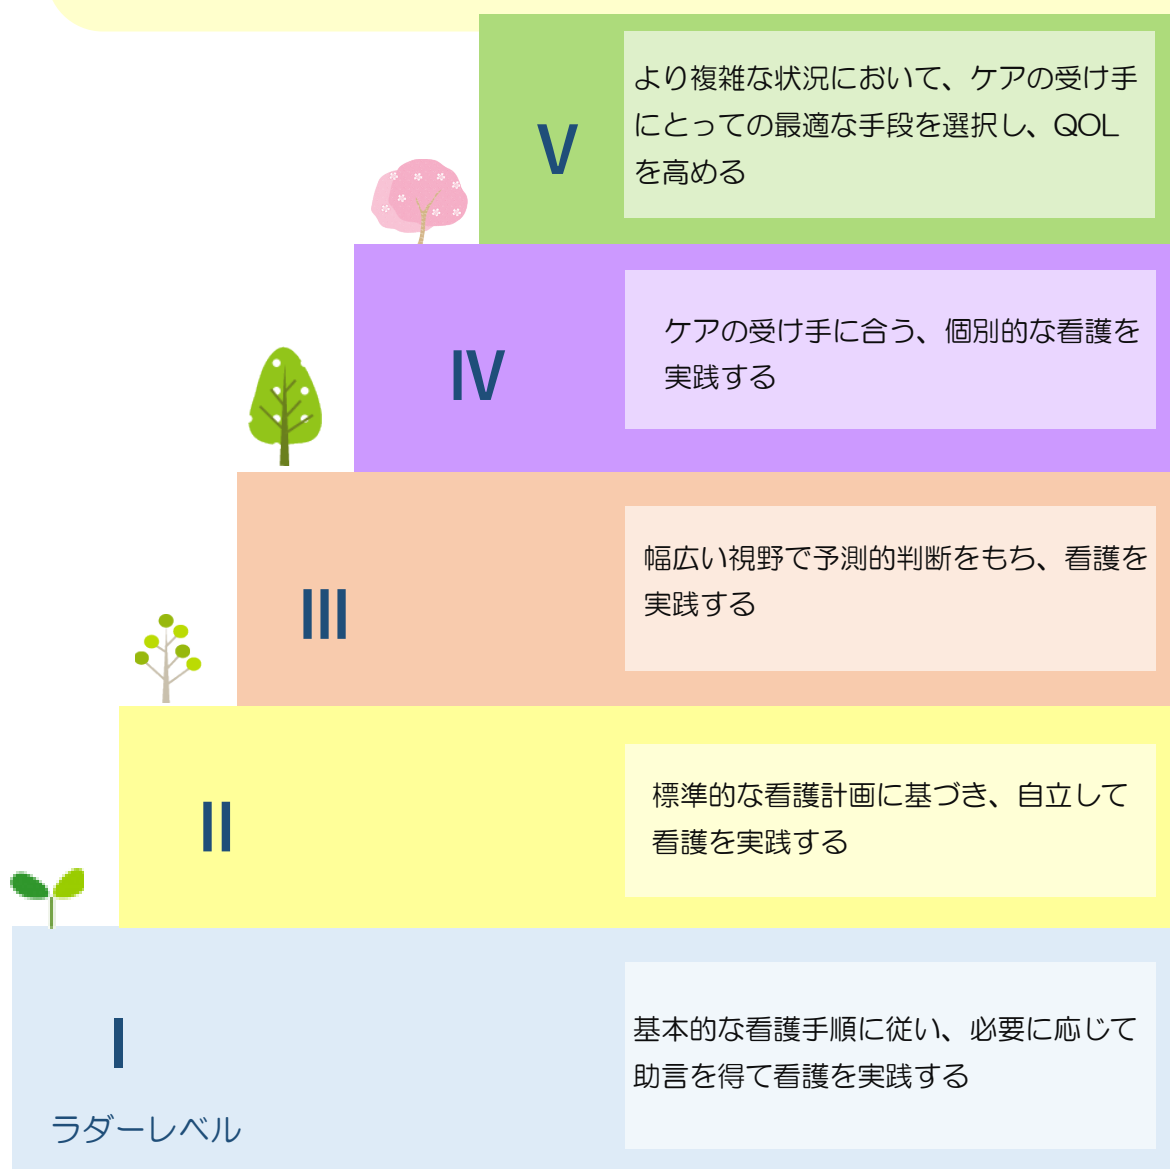 V
より複雑な状況において、ケアの受け手
にとっての最適な手段を選択し、QOL
を高める
IV
ケアの受け手に合う、個別的な看護を
実践する
III
幅広い視野で予測的判断をもち、看護を
実践する
II
標準的な看護計画に基づき、自立して
看護を実践する
I
基本的な看護手順に従い、必要に応じて
助言を得て看護を実践する
ラダーレベル